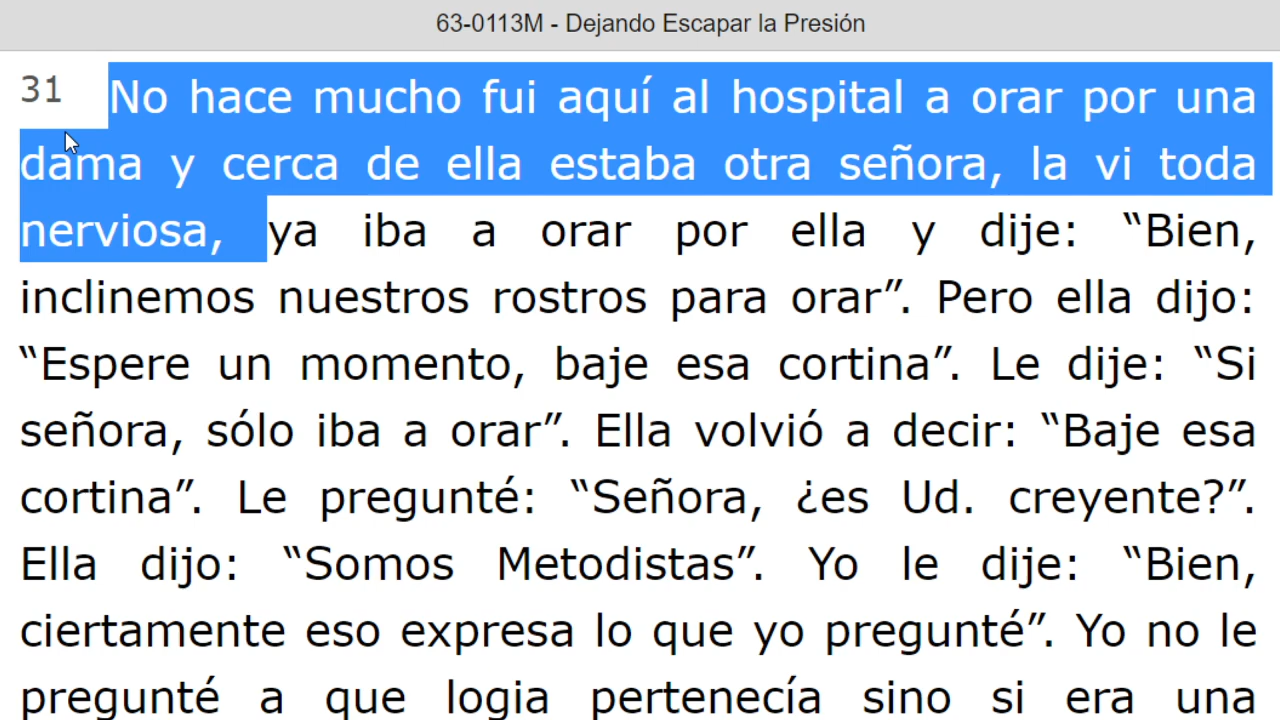 63-0113M - Dejando Escapar la Presión
31 No hace mucho fui aquí al hospital a orar por una
dama y cerca de ella estaba otra señora, la vi toda
nerviosa, ya iba a orar por ella y dije: “Bien,
inclinemos nuestros rostros para orar”. Pero ella dijo:
“Espere un momento, baje esa cortina”. Le dije: “Si
señora, sólo iba a orar”. Ella volvió a decir: “Baje esa
cortina”. Le pregunté: “Señora, ¿es Ud. creyente?”.
Ella dijo: “Somos Metodistas”. Yo le dije: “Bien,
ciertamente eso expresa lo que yo pregunté”. Yo no le
pregunté a que logia pertenecía sino si era una